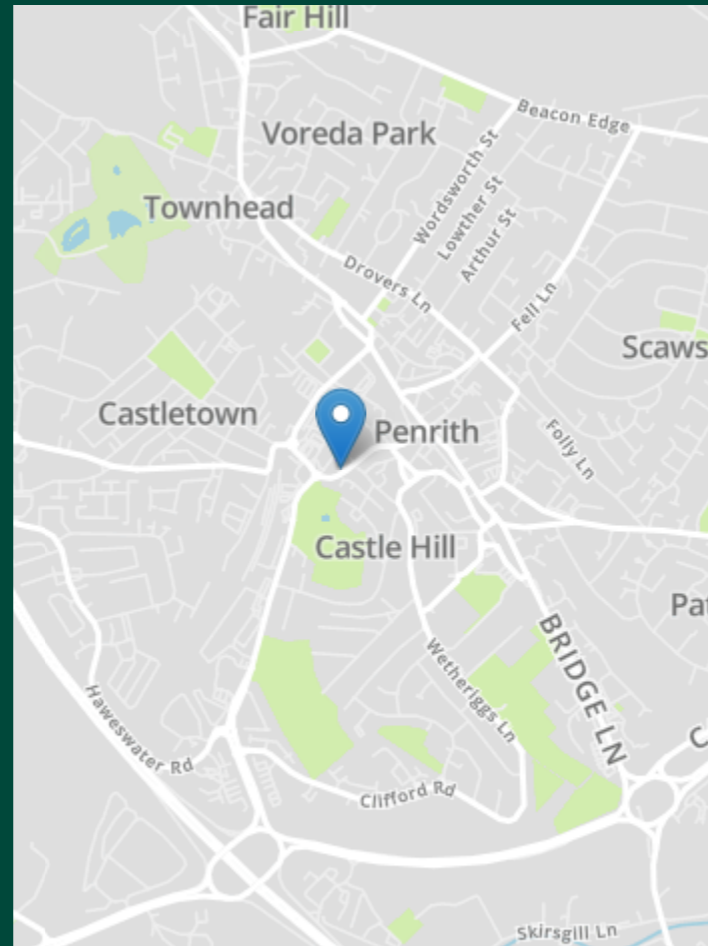 Fair Hill
Beacon Edge
Voreda Park
Wordsworth St
Lowther St
Townhead
Arthur St
Drovers Ln
Fell Ln
Scaws
Castletown
Penrith
Folly Ln
Castle Hill
Pat
BRIDGE LN
Wetheriggs Ln
Haweswater Rd
Clifford Rd
Skirsgill Ln